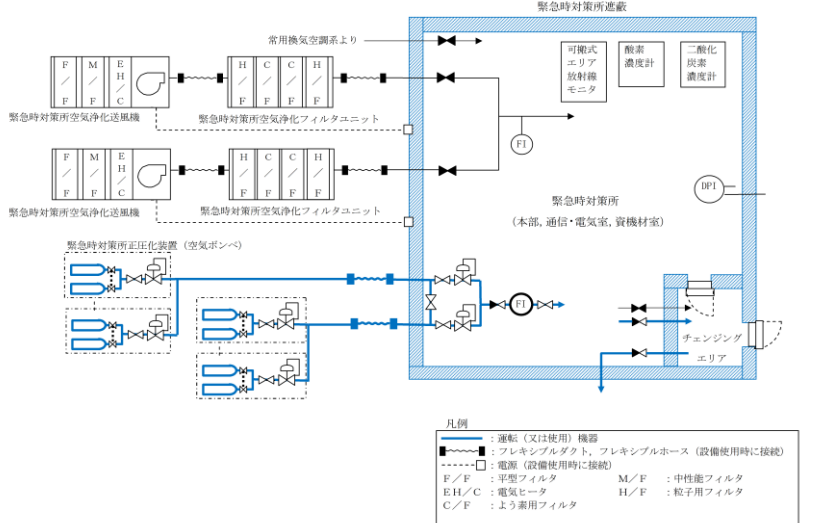 緊急時対策所遮蔽
常用換気空調系より
可搬式
エリア
放射線
モニタ
酸素
濃度計
二酸化
炭素
濃度計
F/F
M/F
EH/C
H/F
C/F
C/F
H/F
緊急時対策所空気浄化送風機
緊急時対策所空気浄化フィルタユニット
FI
F/F
M/F
EH/C
H/F
C/F
C/F
H/F
緊急時対策所空気浄化送風機
緊急時対策所空気浄化フィルタユニット
DPI
緊急時対策所
(本部, 通信・電気室, 資機材室)
緊急時対策所正圧化装置(空気ボンベ)
FI
チェンジング
エリア
凡例
:運転(又は使用)機器
:フレキシブルダクト, フレキシブルホース(設備使用時に接続)
:電源(設備使用時に接続)
F/F :平型フィルタ M/F :中性能フィルタ
EH/C :電気ヒータ H/F :粒子用フィルタ
C/F :よう素用フィルタ